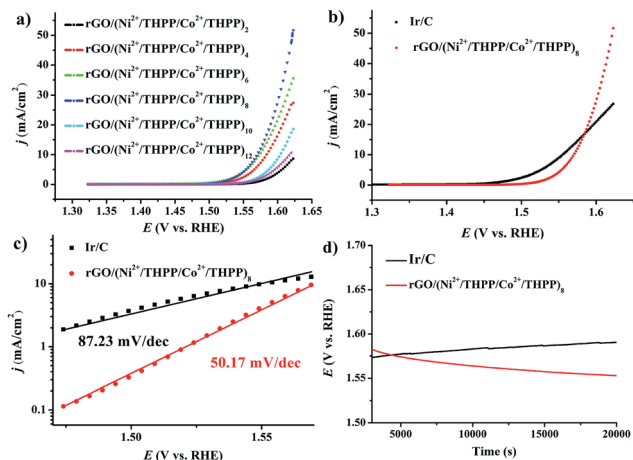 a)
rGO/(Ni²⁺/THPP/Co²⁺/THPP)₂
rGO/(Ni²⁺/THPP/Co²⁺/THPP)₄
rGO/(Ni²⁺/THPP/Co²⁺/THPP)₆
rGO/(Ni²⁺/THPP/Co²⁺/THPP)₈
rGO/(Ni²⁺/THPP/Co²⁺/THPP)₁₀
rGO/(Ni²⁺/THPP/Co²⁺/THPP)₁₂
j (mA/cm²)
50
40
30
20
10
0
1.30 1.35 1.40 1.45 1.50 1.55 1.60 1.65
E (V vs. RHE)
b)
Ir/C
rGO/(Ni²⁺/THPP/Co²⁺/THPP)₈
j (mA/cm²)
50
40
30
20
10
0
1.3 1.4 1.5 1.6
E (V vs. RHE)
c)
Ir/C
rGO/(Ni²⁺/THPP/Co²⁺/THPP)₈
j (mA/cm²)
10
1
0.1
87.23 mV/dec
50.17 mV/dec
1.50 1.55
E (V vs. RHE)
d)
Ir/C
rGO/(Ni²⁺/THPP/Co²⁺/THPP)₈
E (V vs. RHE)
1.70
1.65
1.60
1.55
1.50
5000 10000 15000 20000
Time (s)